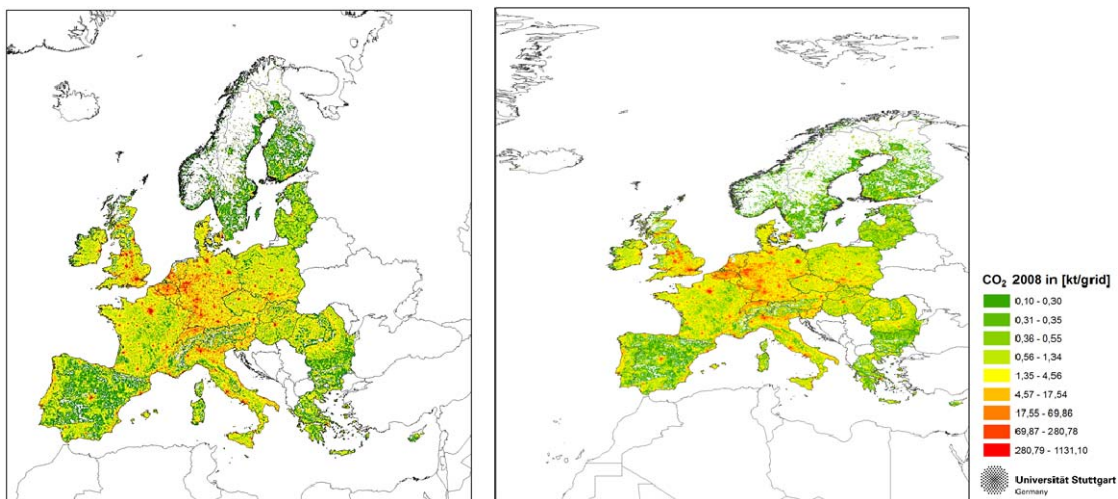 CO₂ 2008 in [kt/grid]
0,10 - 0,30
0,31 - 0,35
0,36 - 0,55
0,56 - 1,34
1,35 - 4,56
4,57 - 17,54
17,55 - 69,86
69,87 - 280,78
280,79 - 1131,10
Universität Stuttgart
Germany